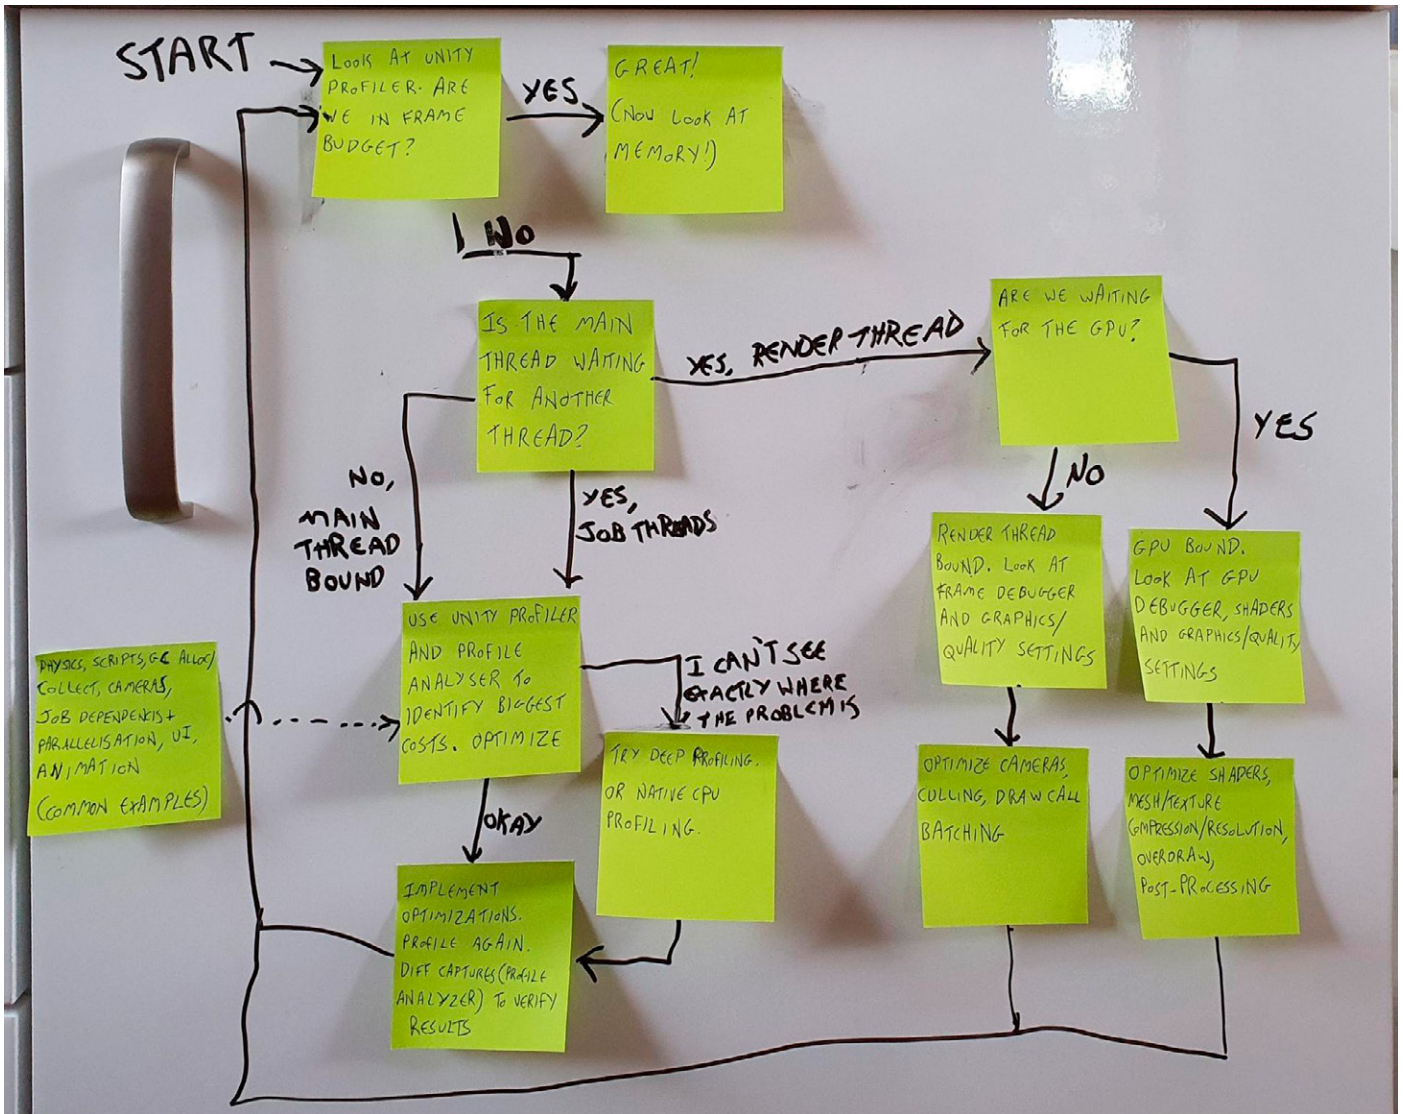 START
LOOK AT UNITY
PROFILER. ARE
WE IN FRAME
BUDGET?
YES
GREAT!
(NOW LOOK AT
MEMORY!)
NO
IS THE MAIN
THREAD WAITING
FOR ANOTHER
THREAD?
YES, RENDER THREAD
ARE WE WAITING
FOR THE GPU?
YES
NO
NO,
MAIN
THREAD
BOUND
YES,
JOB THREADS
RENDER THREAD
BOUND. LOOK AT
FRAME DEBUGGER
AND GRAPHICS/
QUALITY SETTINGS
GPU BOUND.
LOOK AT GPU
DEBUGGER, SHADERS
AND GRAPHICS/QUALITY
SETTINGS
USE UNITY PROFILER
AND PROFILE
ANALYSER TO
IDENTIFY BIGGEST
COSTS. OPTIMIZE
I CAN'T SEE
EXACTLY WHERE
THE PROBLEM IS
PHYSICS, SCRIPTS, GC ALLOC/
COLLECT, CAMERAS,
JOB DEPENDENCIS+
PARALLELISATION, UI,
ANIMATION
(COMMON EXAMPLES)
TRY DEEP PROFILING.
OR NATIVE CPU
PROFILING.
OPTIMIZE CAMERAS,
CULLING, DRAW CALL
BATCHING
OPTIMIZE SHADERS,
MESH/TEXTURE
COMPRESSION/RESOLUTION,
OVERDRAW,
POST-PROCESSING
OKAY
IMPLEMENT
OPTIMIZATIONS.
PROFILE AGAIN.
DIFF CAPTURES (PROFILE
ANALYZER) TO VERIFY
RESULTS